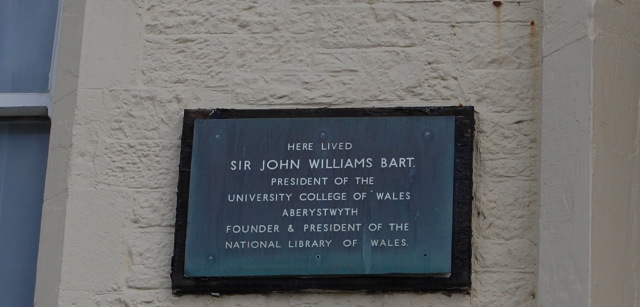 HERE LIVED
SIR JOHN WILLIAMS BART.
PRESIDENT OF THE
UNIVERSITY COLLEGE OF WALES
ABERYSTWYTH
FOUNDER & PRESIDENT OF THE
NATIONAL LIBRARY OF WALES.